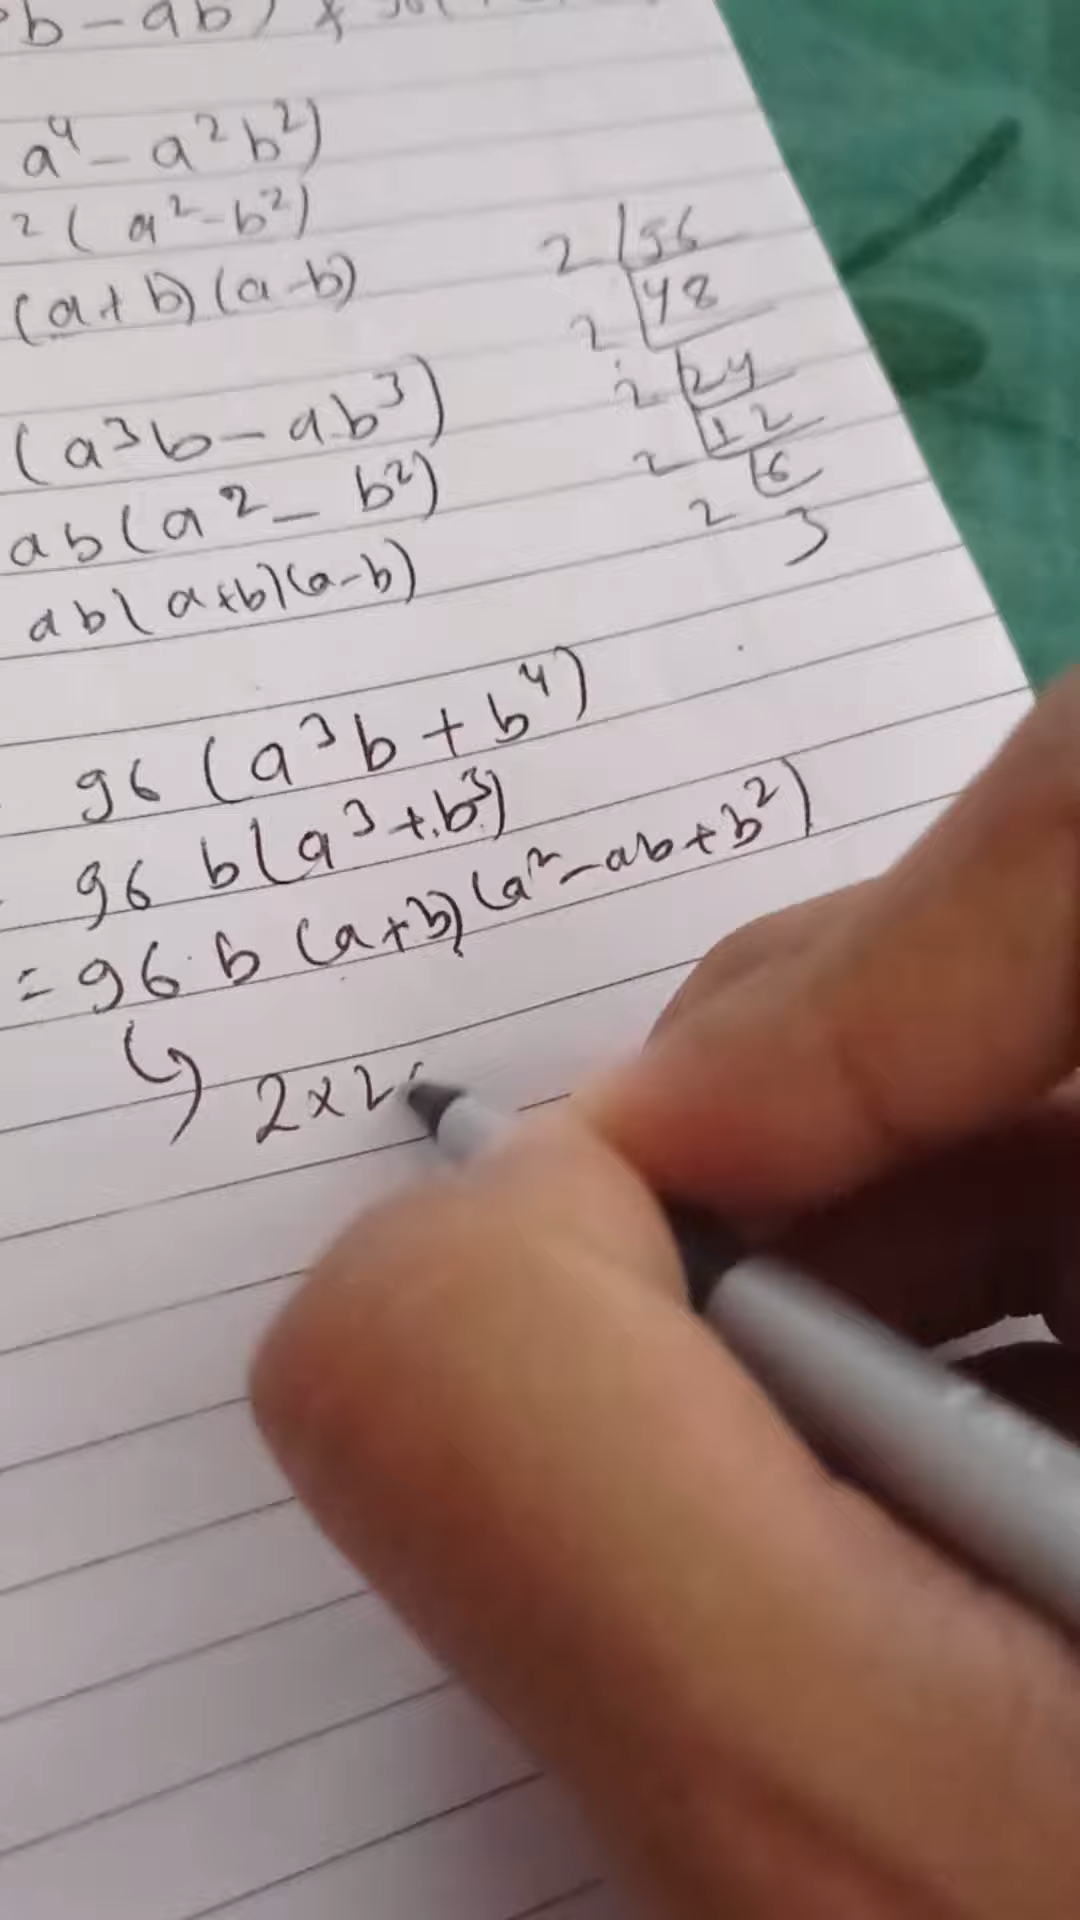 b - ab) +
a⁴ - a²b²)
2 ( a² - b²)
(a + b) (a - b)
(a³b - ab³)
ab(a² - b²)
ab( a+b)(a-b)
2 | 96
2 | 48
2 | 24
2 | 12
2 | 6
3
96 (a³b + b⁴)
96 b(a³ + b³)
= 96 b (a+b) (a² - ab + b²)
2 x 2